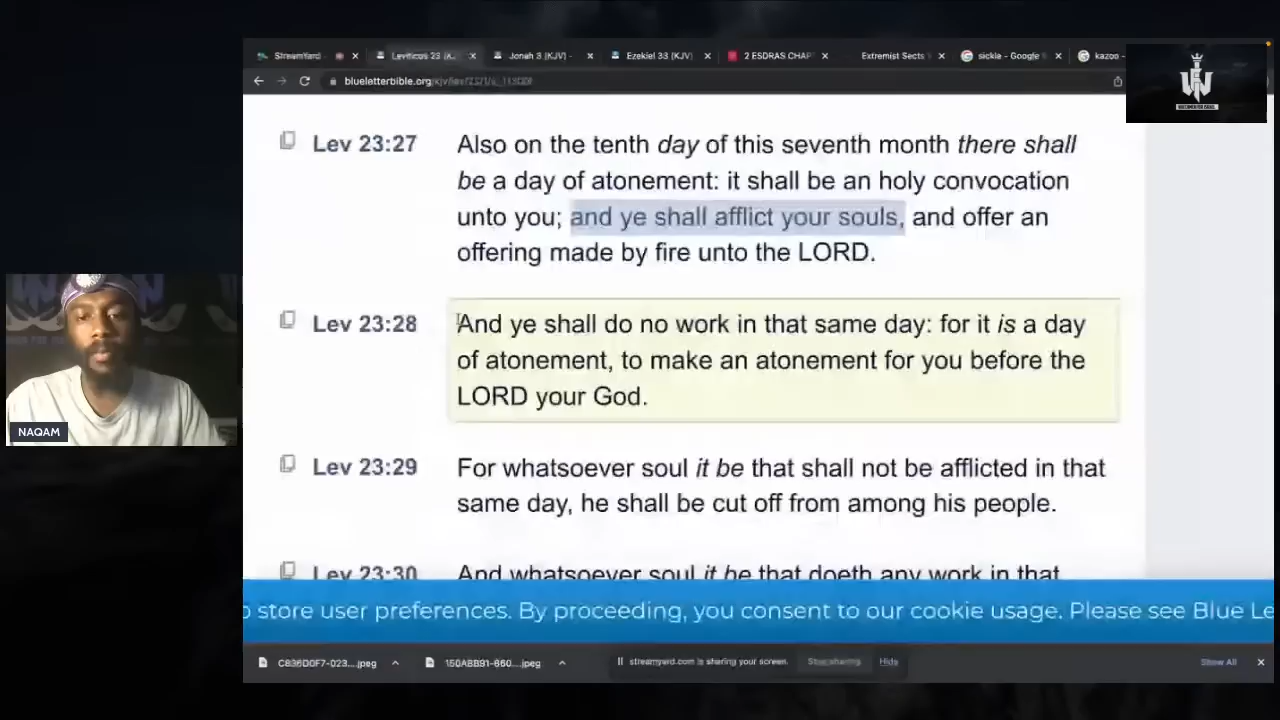 StreamYard
Leviticus 23 (K
Jonah 3 (KJV) -
Ezekiel 33 (KJV)
2 ESDRAS CHAP
Extremist Sects
sickle - Google
kazoo -
blueletterbible.org
Lev 23:27
Also on the tenth day of this seventh month there shall
be a day of atonement: it shall be an holy convocation
unto you; and ye shall afflict your souls, and offer an
offering made by fire unto the LORD.
Lev 23:28
And ye shall do no work in that same day: for it is a day
of atonement, to make an atonement for you before the
LORD your God.
NAQAM
Lev 23:29
For whatsoever soul it be that shall not be afflicted in that
same day, he shall be cut off from among his people.
Lev 23:30
And whatsoever soul it be that doeth any work in that
o store user preferences. By proceeding, you consent to our cookie usage. Please see Blue Le
C836D0F7-023....jpeg
150ABB91-660....jpeg
streamyard.com is sharing your screen.
Stop sharing
Hide
Show All